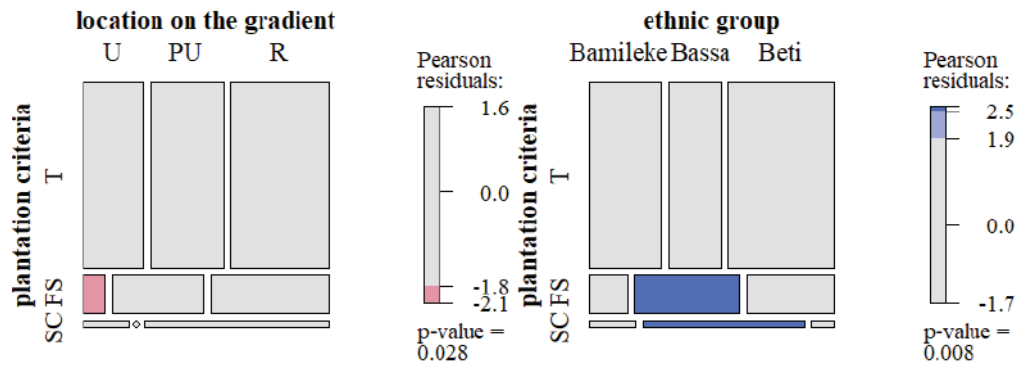 location on the gradient
U PU R
plantation criteria
T
FS
SC
Pearson
residuals:
1.6
0.0
-1.8
-2.1
p-value =
0.028
ethnic group
Bamileke Bassa Beti
plantation criteria
T
FS
SC
Pearson
residuals:
2.5
1.9
0.0
-1.7
p-value =
0.008